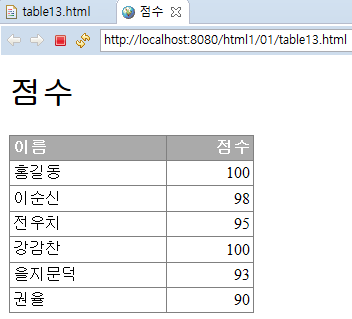 table13.html 점수
http://localhost:8080/html1/01/table13.html
점수
이름 점수
홍길동 100
이순신 98
전우치 95
강감찬 100
을지문덕 93
권율 90